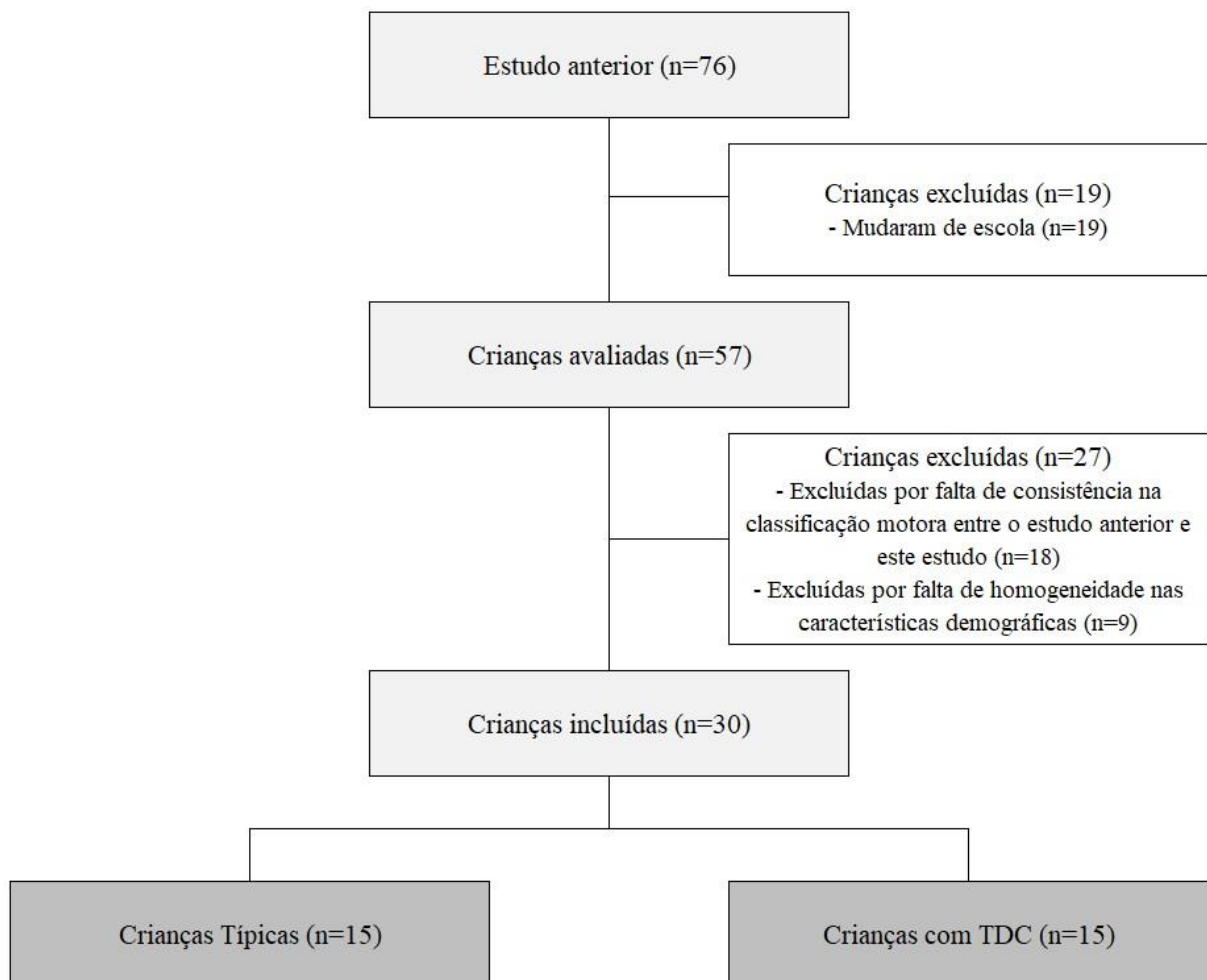 Estudo anterior (n=76)
Crianças excluídas (n=19)
- Mudaram de escola (n=19)
Crianças avaliadas (n=57)
Crianças excluídas (n=27)
- Excluídas por falta de consistência na
classificação motora entre o estudo anterior e
este estudo (n=18)
- Excluídas por falta de homogeneidade nas
características demográficas (n=9)
Crianças incluídas (n=30)
Crianças Típicas (n=15)
Crianças com TDC (n=15)